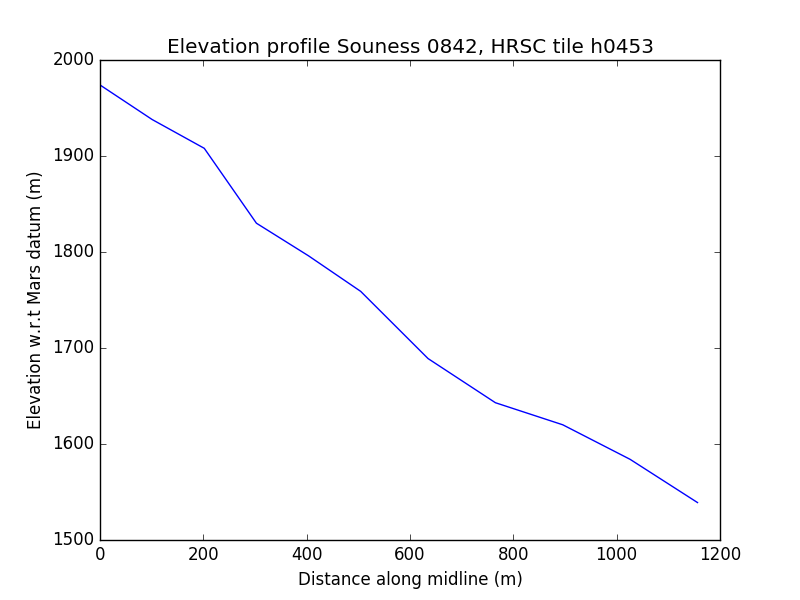 Elevation profile Souness 0842, HRSC tile h0453
2000
1900
1800
1700
1600
1500
Elevation w.r.t Mars datum (m)
0 200 400 600 800 1000 1200
Distance along midline (m)